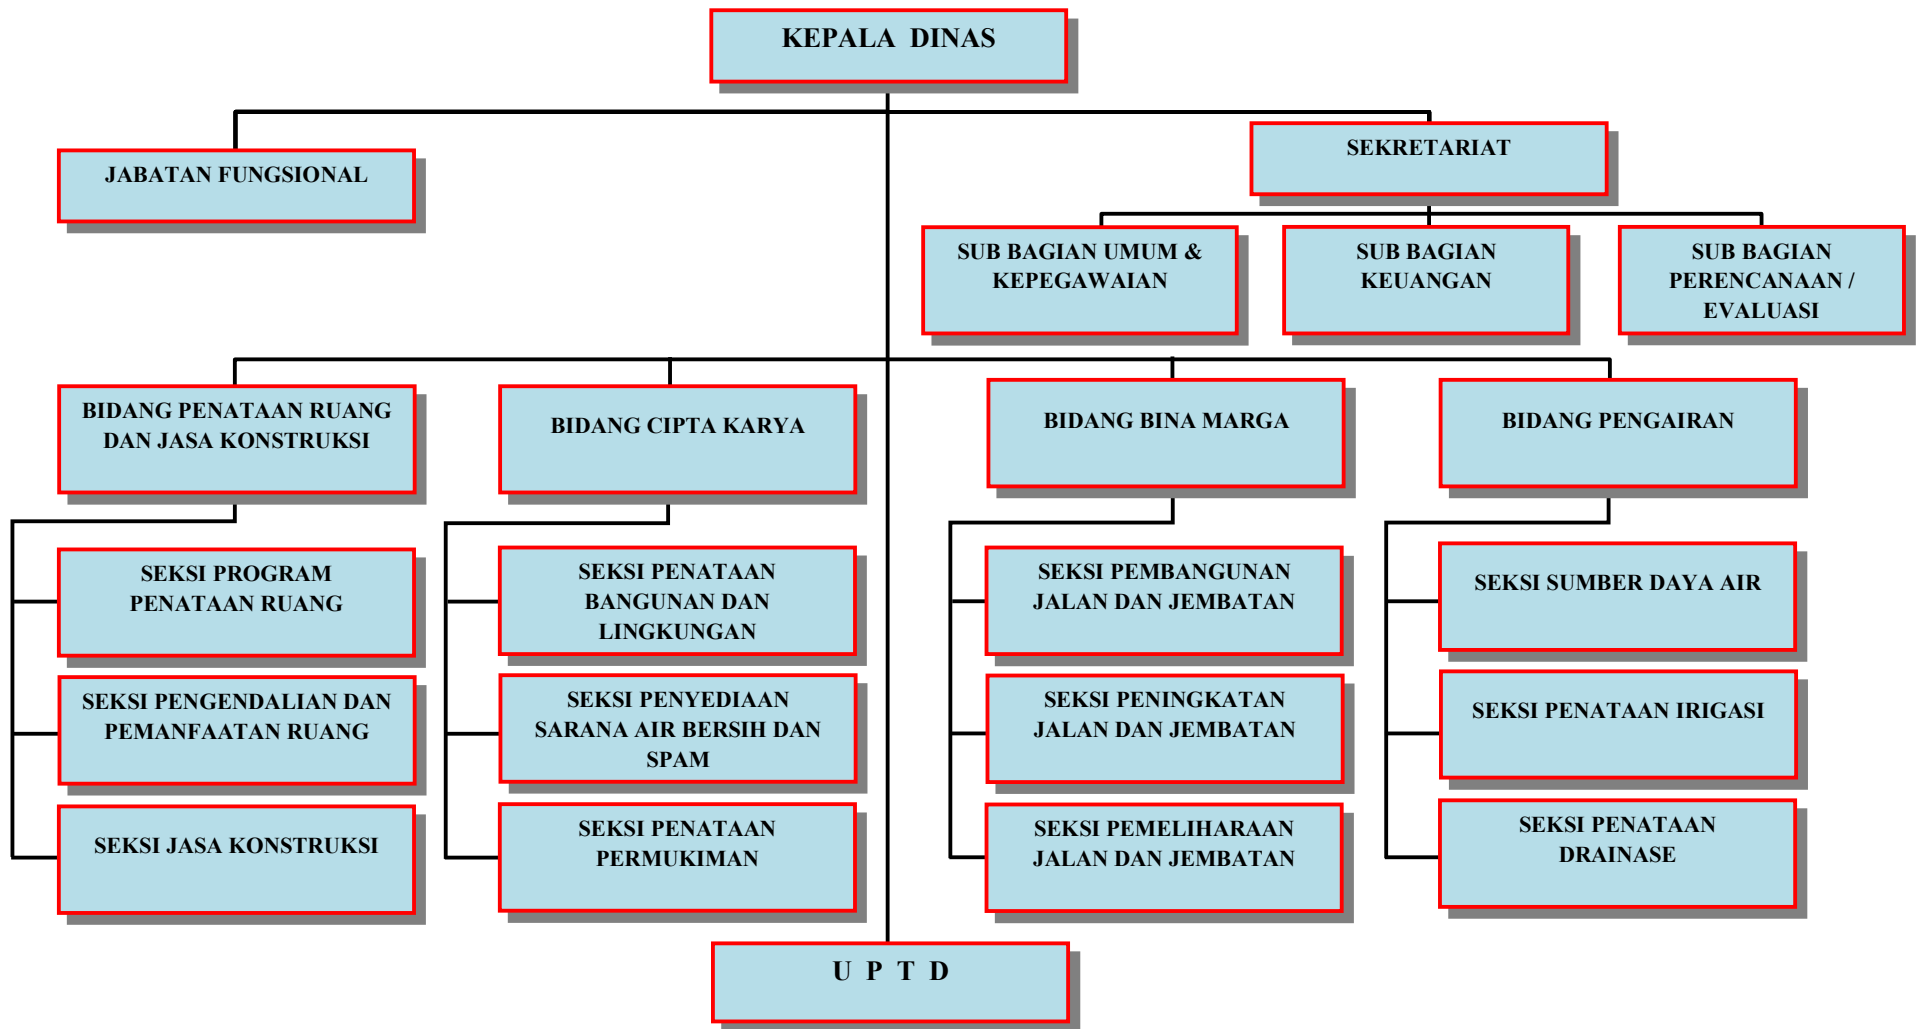 KEPALA DINAS
JABATAN FUNGSIONAL
SEKRETARIAT
SUB BAGIAN UMUM &
KEPEGAWAIAN
SUB BAGIAN
KEUANGAN
SUB BAGIAN
PERENCANAAN /
EVALUASI
BIDANG PENATAAN RUANG
DAN JASA KONSTRUKSI
BIDANG CIPTA KARYA
BIDANG BINA MARGA
BIDANG PENGAIRAN
SEKSI PROGRAM
PENATAAN RUANG
SEKSI PENGENDALIAN DAN
PEMANFAATAN RUANG
SEKSI JASA KONSTRUKSI
SEKSI PENATAAN
BANGUNAN DAN
LINGKUNGAN
SEKSI PENYEDIAAN
SARANA AIR BERSIH DAN
SPAM
SEKSI PENATAAN
PERMUKIMAN
SEKSI PEMBANGUNAN
JALAN DAN JEMBATAN
SEKSI PENINGKATAN
JALAN DAN JEMBATAN
SEKSI PEMELIHARAAN
JALAN DAN JEMBATAN
SEKSI SUMBER DAYA AIR
SEKSI PENATAAN IRIGASI
SEKSI PENATAAN
DRAINASE
U P T D